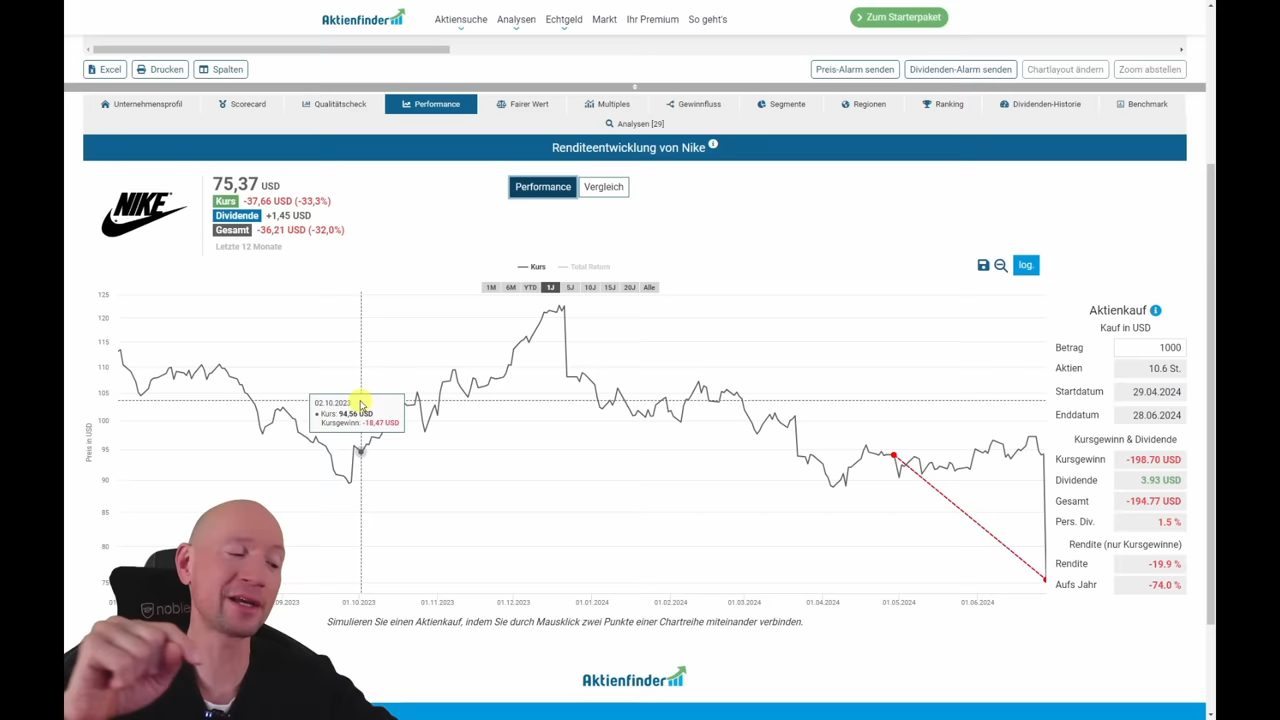 Aktienfinder
Aktiensuche Analysen Echtgeld Markt Ihr Premium So geht's
Zum Starterpaket
Excel Drucken Spalten
Preis-Alarm senden Dividenden-Alarm senden Chartlayout ändern Zoom abstellen
Unternehmensprofil Scorecard Qualitätscheck Performance Fairer Wert Multiples Gewinnfluss Segmente Regionen Ranking Dividenden-Historie Benchmark
Analysen [29]
Renditeentwicklung von Nike
NIKE
75,37 USD
Kurs -37,66 USD (-33,3%)
Dividende +1,45 USD
Gesamt -36,21 USD (-32,0%)
Letzte 12 Monate
Performance Vergleich
Kurs Total Return
log.
1M 6M YTD 1J 5J 10J 15J 20J Alle
125
120
115
110
105
100
95
90
85
80
75
Preis in USD
02.10.2023
Kurs: 94,56 USD
Kursgewinn: -18,47 USD
Aktienkauf
Kauf in USD
Betrag 1000
Aktien 10.6 St.
Startdatum 29.04.2024
Enddatum 28.06.2024
Kursgewinn & Dividende
Kursgewinn -198.70 USD
Dividende 3.93 USD
Gesamt -194.77 USD
Pers. Div. 1.5 %
Rendite (nur Kursgewinne)
Rendite -19.9 %
Aufs Jahr -74.0 %
09.2023 01.10.2023 01.11.2023 01.12.2023 01.01.2024 01.02.2024 01.03.2024 01.04.2024 01.05.2024 01.06.2024
noble
Simulieren Sie einen Aktienkauf, indem Sie durch Mausklick zwei Punkte einer Chartreihe miteinander verbinden.
Aktienfinder